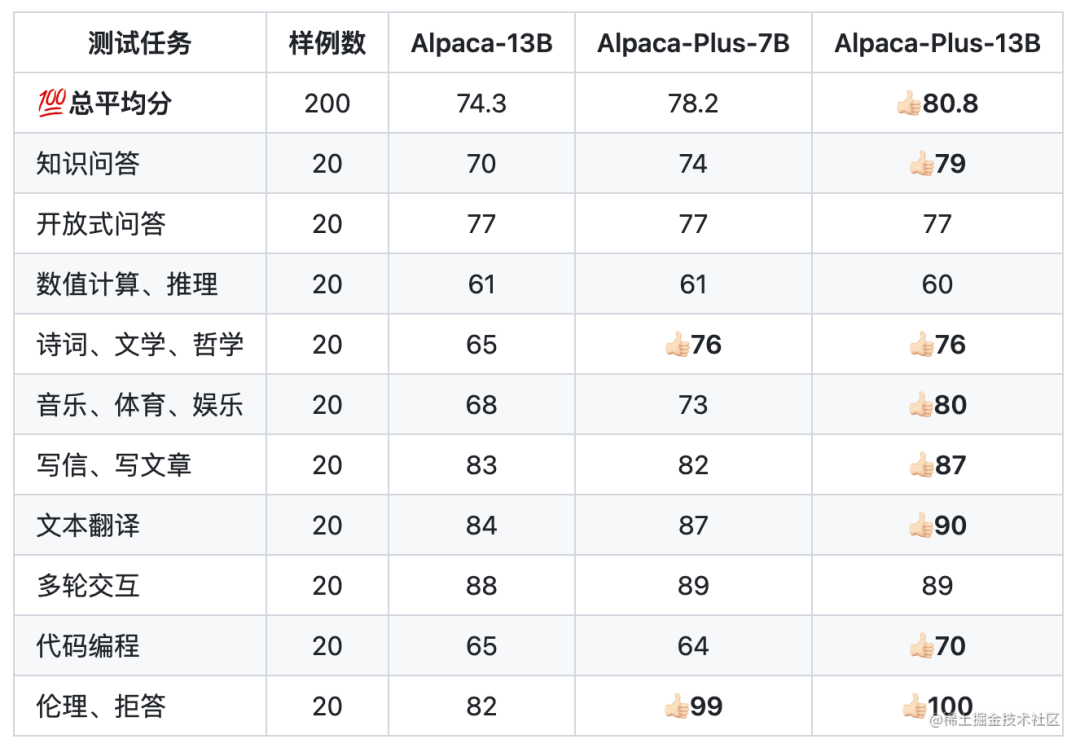 测试任务 样例数 Alpaca-13B Alpaca-Plus-7B Alpaca-Plus-13B
💯总平均分 200 74.3 78.2 👍🏻80.8
知识问答 20 70 74 👍🏻79
开放式问答 20 77 77 77
数值计算、推理 20 61 61 60
诗词、文学、哲学 20 65 👍🏻76 👍🏻76
音乐、体育、娱乐 20 68 73 👍🏻80
写信、写文章 20 83 82 👍🏻87
文本翻译 20 84 87 👍🏻90
多轮交互 20 88 89 89
代码编程 20 65 64 👍🏻70
伦理、拒答 20 82 👍🏻99 👍🏻100
@稀土掘金技术社区